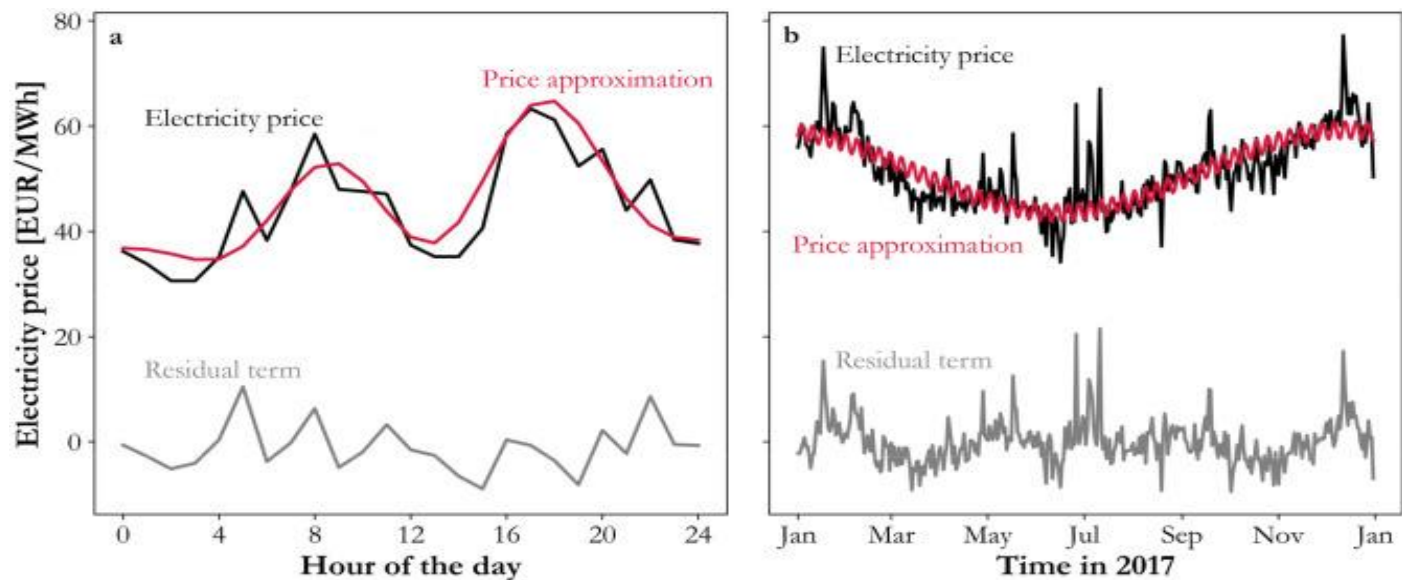 Electricity price [EUR/MWh]
80
60
40
20
0
a
Price approximation
Electricity price
Residual term
0 4 8 12 16 20 24
Hour of the day
b
Electricity price
Price approximation
Residual term
Jan Mar May Jul Sep Nov Jan
Time in 2017